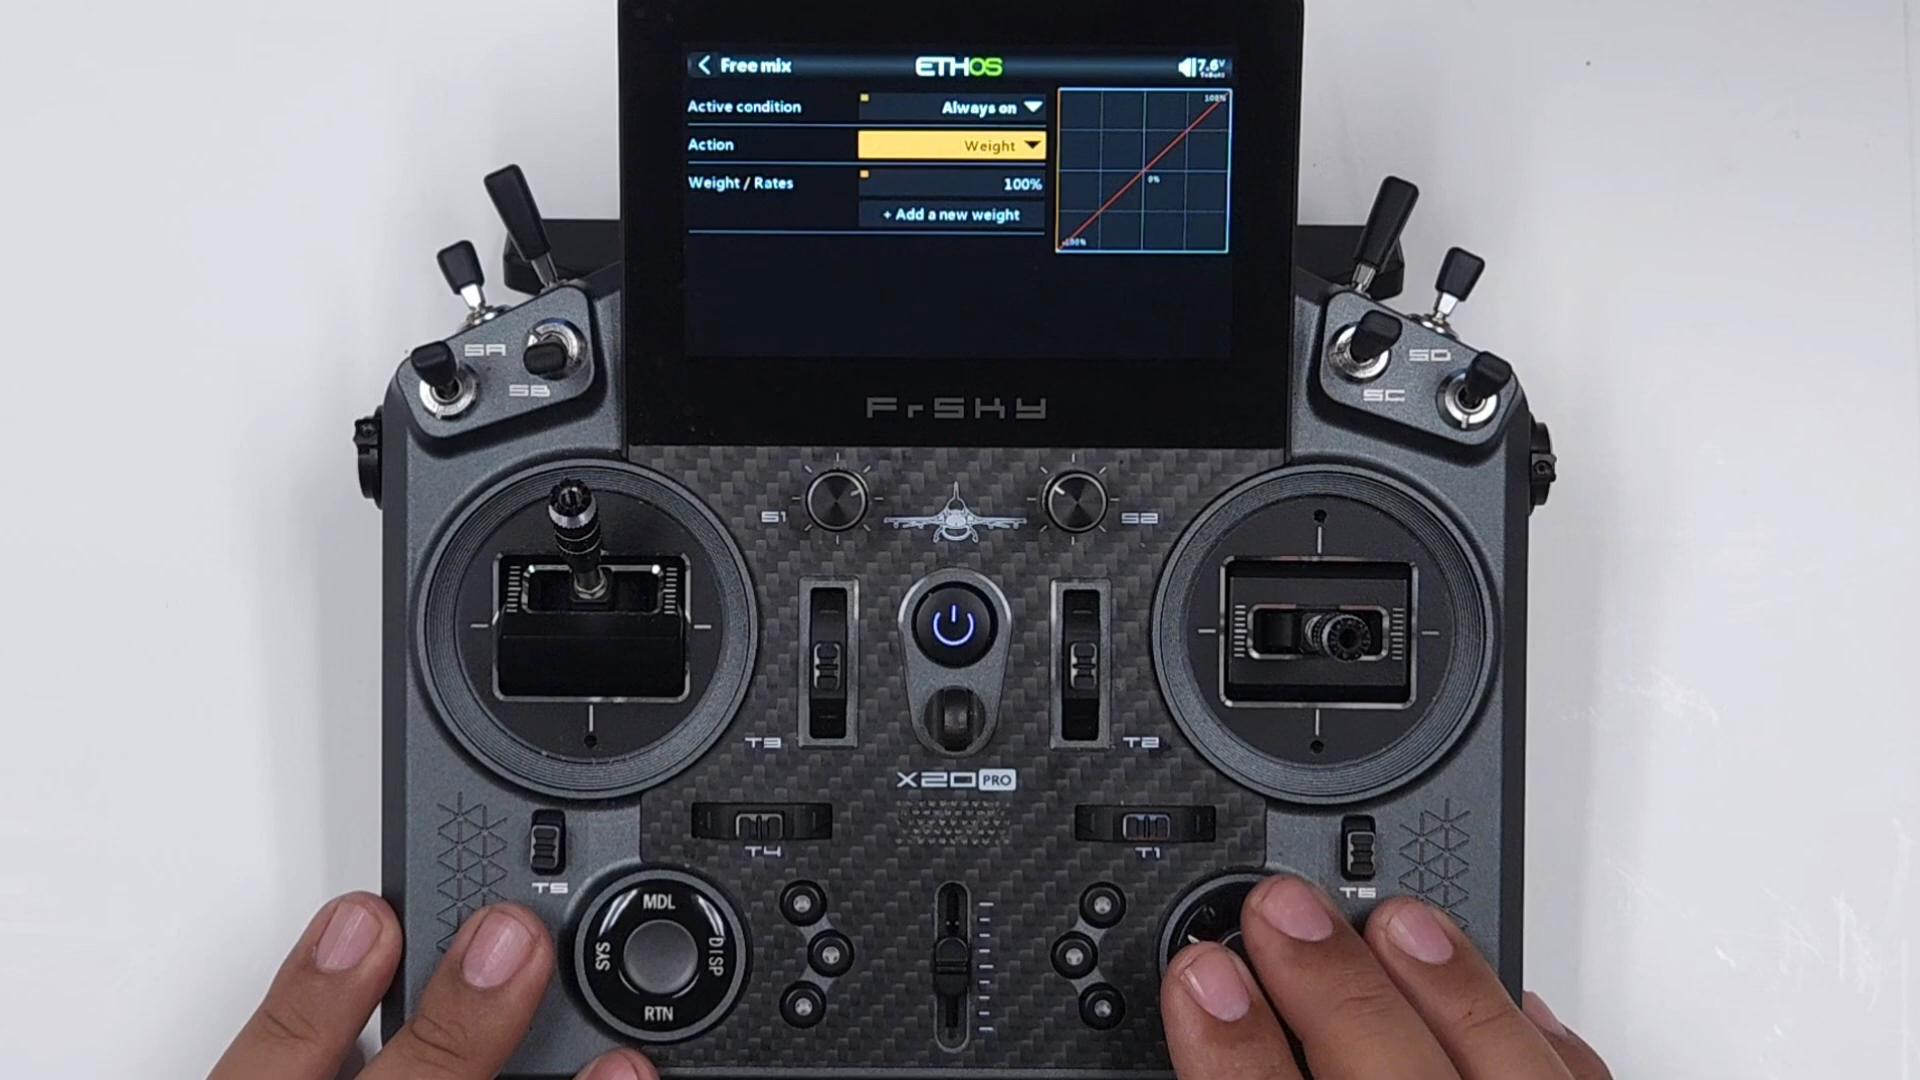 Free mix ETHOS 7.6V
TxBatt
Active condition Always on
Action Weight
Weight / Rates 100%
+ Add a new weight
100%
0%
-100%
FrSKY
SA
SB
SD
SC
S1
S2
T3
T2
X20 PRO
T4
T1
T5
T6
MDL
SYS
DISP
RTN